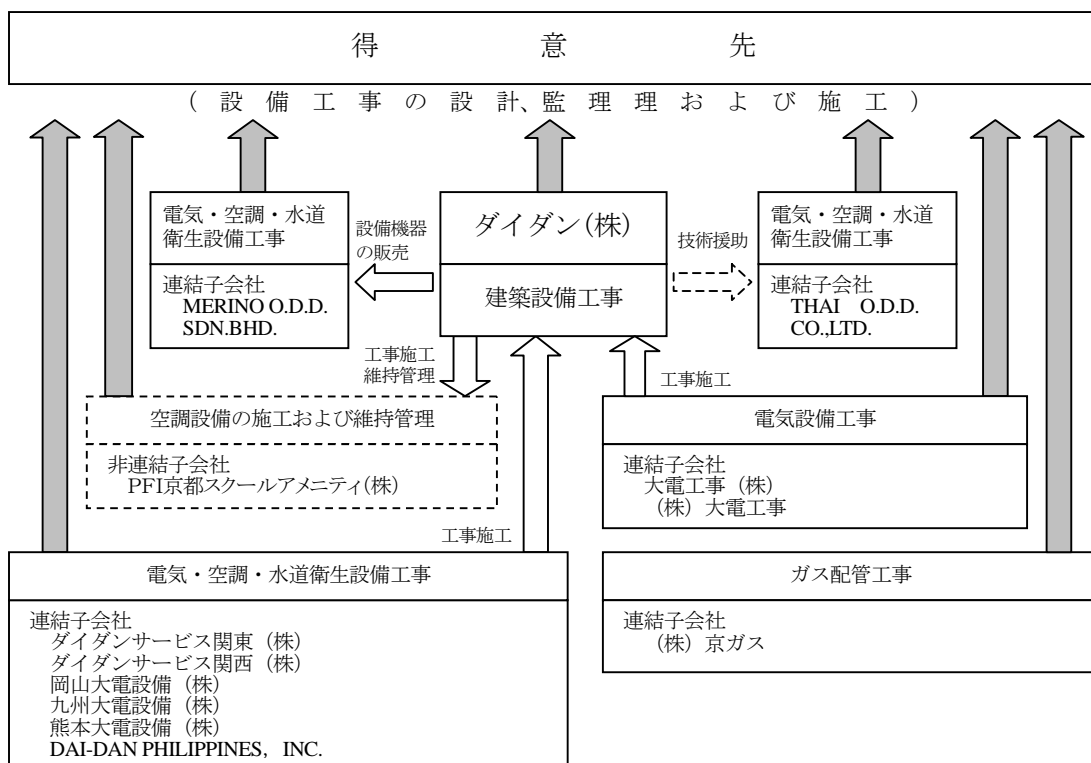 得意先
(設備工事の設計、監理理および施工)
電気・空調・水道
衛生設備工事
連結子会社
MERINO O.D.D.
SDN.BHD.
設備機器
の販売
ダイダン(株)
建築設備工事
技術援助
電気・空調・水道
衛生設備工事
連結子会社
THAI O.D.D.
CO.,LTD.
工事施工
維持管理
工事施工
空調設備の施工および維持管理
非連結子会社
PFI京都スクールアメニティ(株)
電気設備工事
連結子会社
大電工事(株)
(株)大電工事
工事施工
電気・空調・水道衛生設備工事
連結子会社
ダイダンサービス関東(株)
ダイダンサービス関西(株)
岡山大電設備(株)
九州大電設備(株)
熊本大電設備(株)
DAI-DAN PHILIPPINES, INC.
ガス配管工事
連結子会社
(株)京ガス